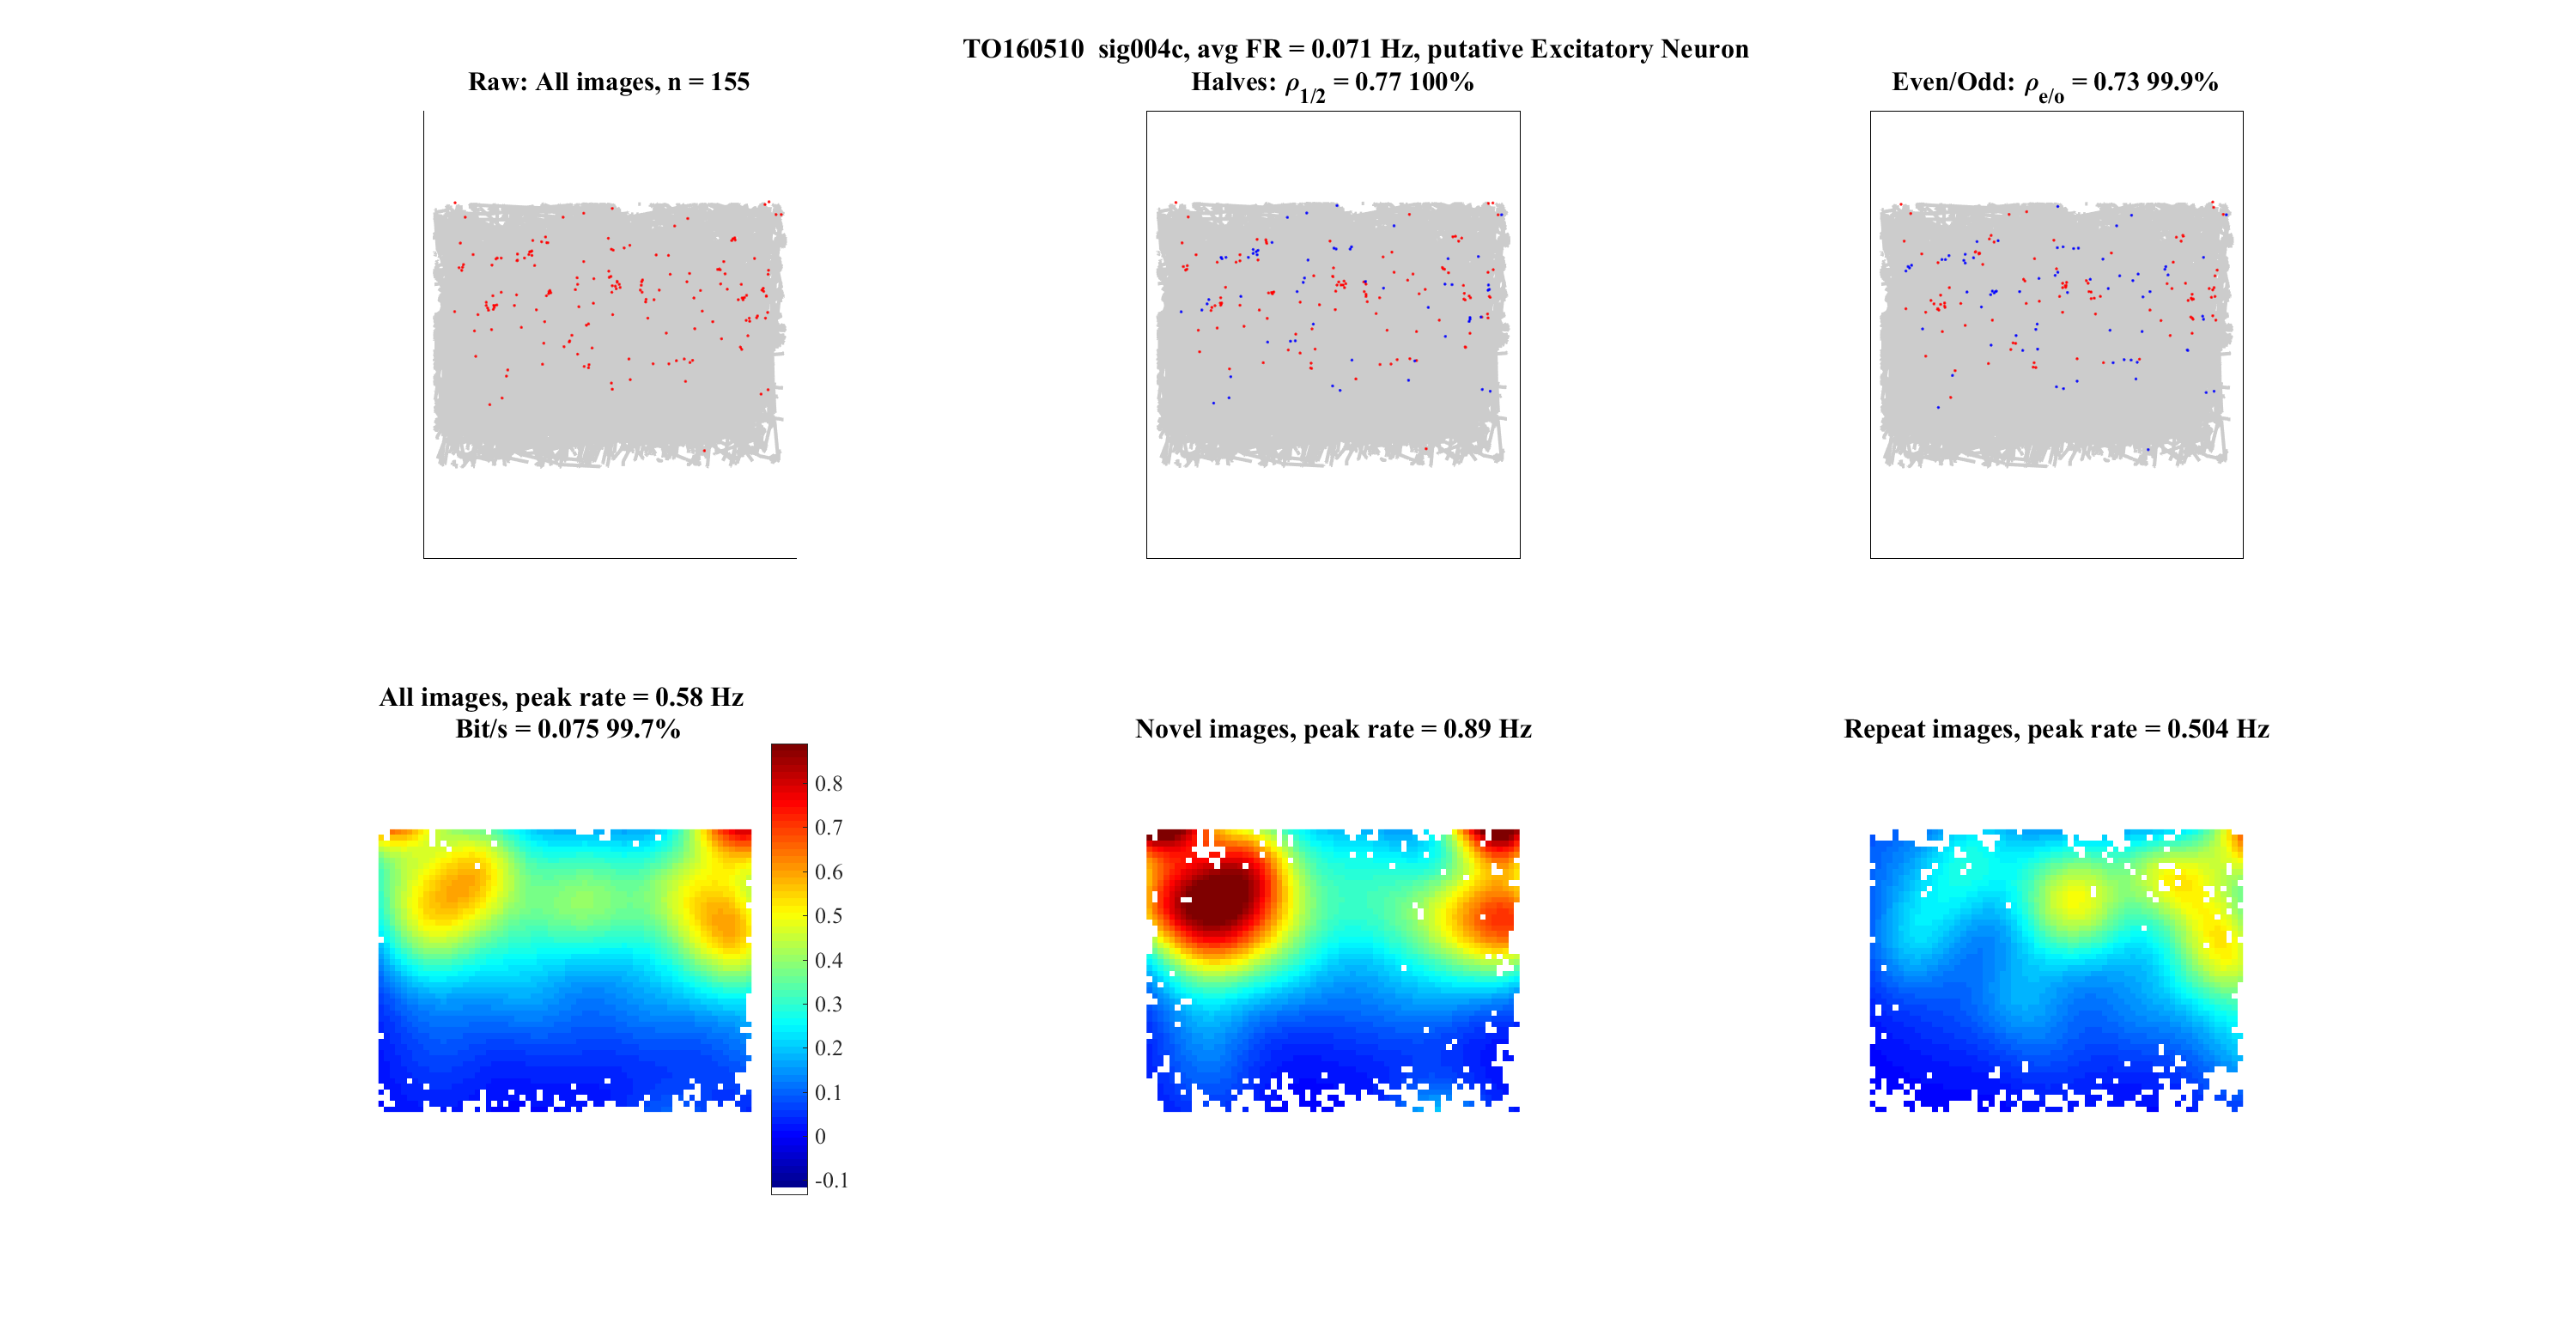 TO160510  sig004c, avg FR = 0.071 Hz, putative Excitatory Neuron
Raw: All images, n = 155
Halves: ρ1/2 = 0.77 100%
Even/Odd: ρe/o = 0.73 99.9%
All images, peak rate = 0.58 Hz
Bit/s = 0.075 99.7%
Novel images, peak rate = 0.89 Hz
Repeat images, peak rate = 0.504 Hz
0.8
0.7
0.6
0.5
0.4
0.3
0.2
0.1
0
-0.1